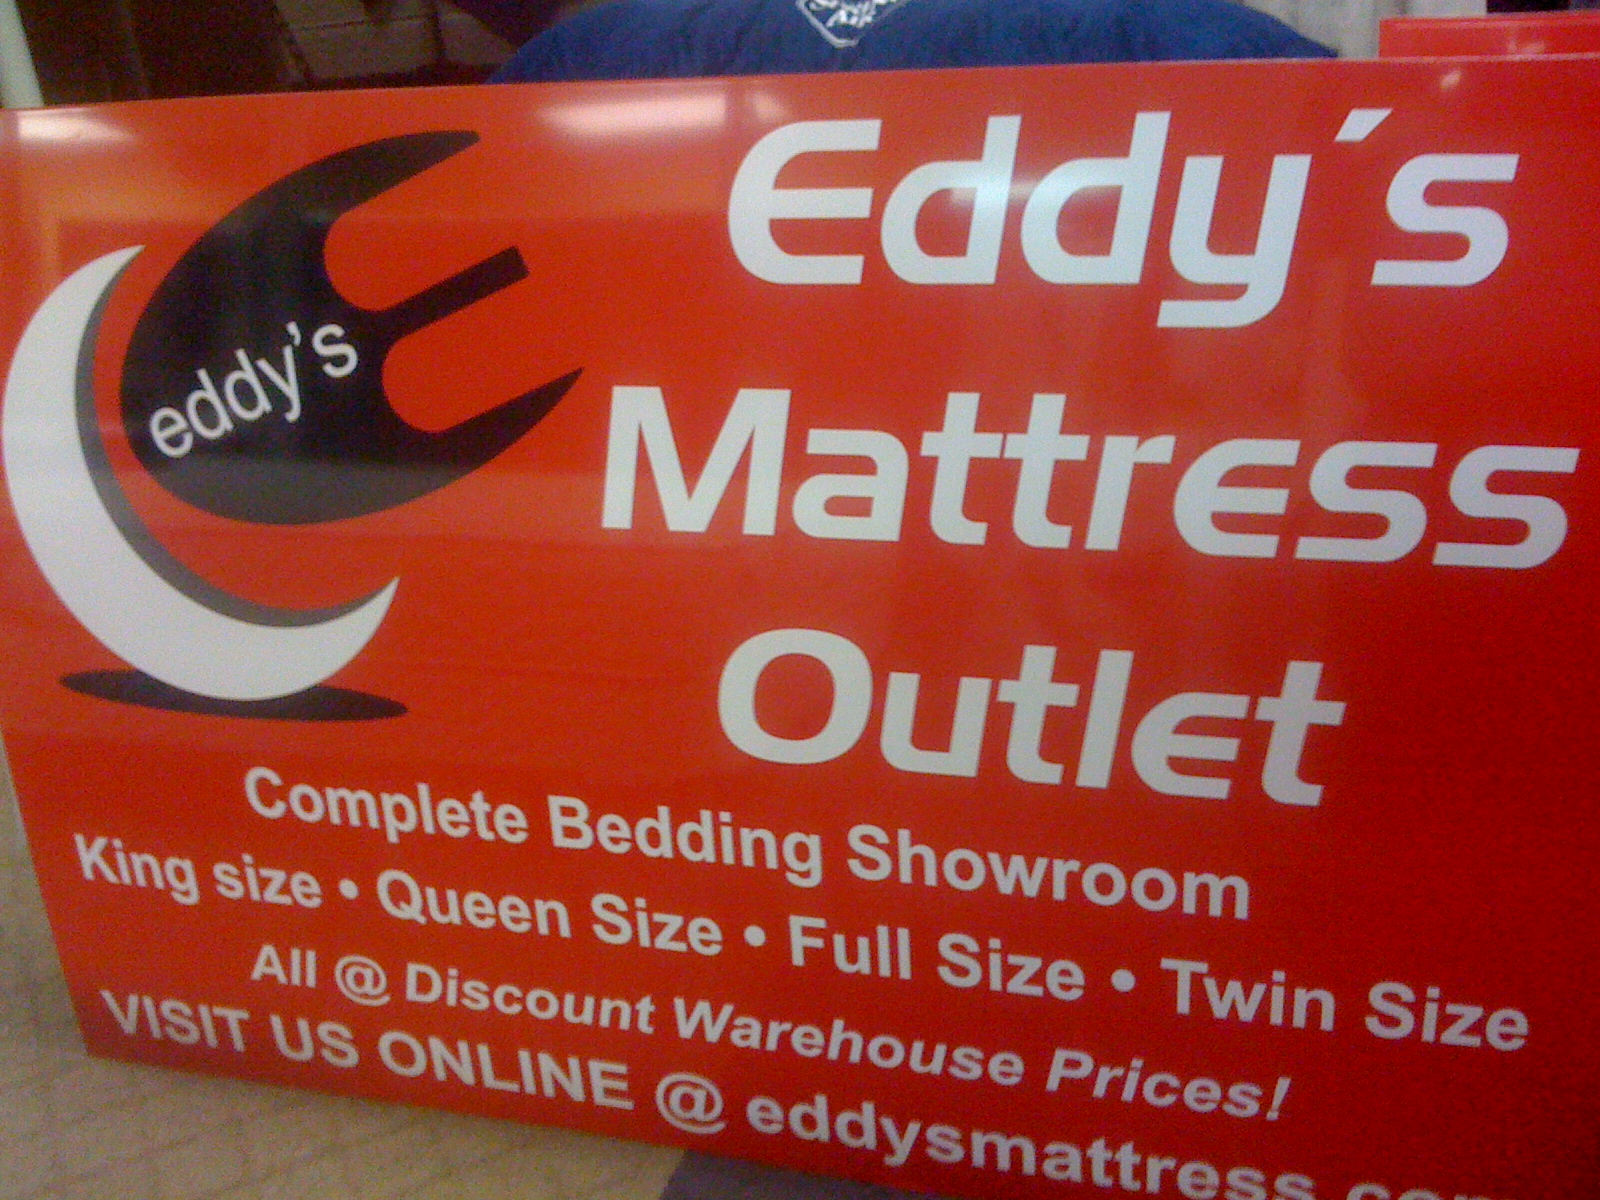 eddy's
Eddy's
Mattress
Outlet
Complete Bedding Showroom
King size • Queen Size • Full Size • Twin Size
All @ Discount Warehouse Prices!
VISIT US ONLINE @ eddysmattress.com